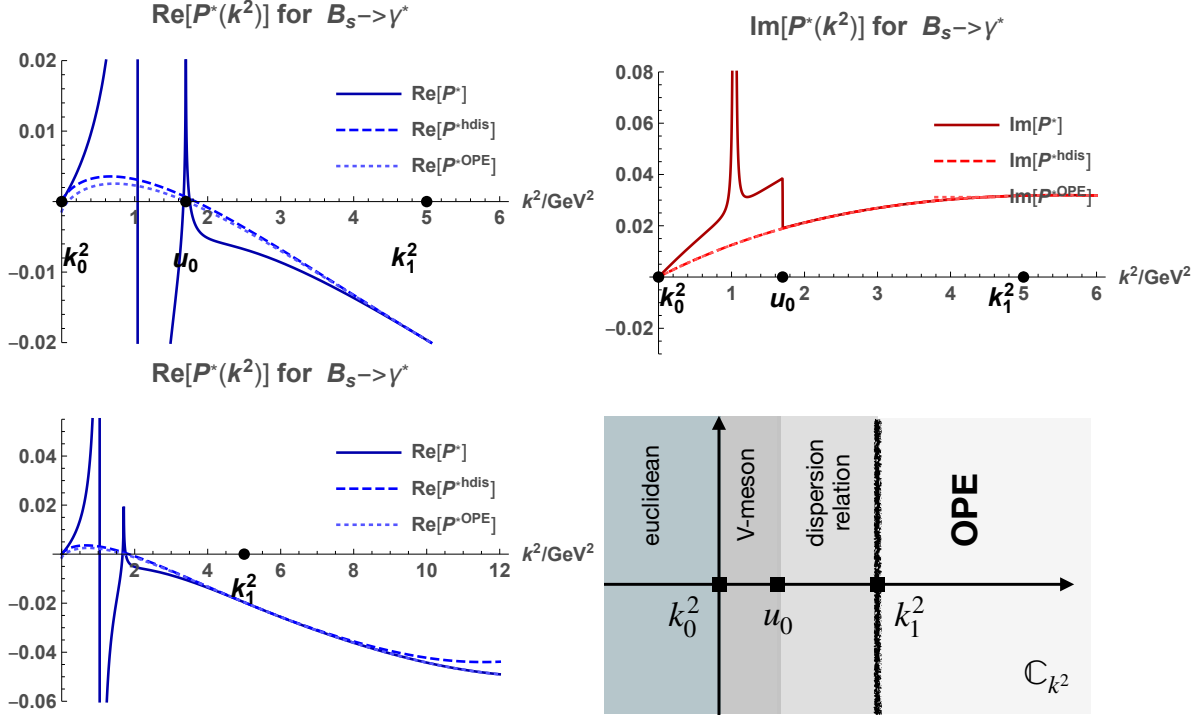 Re[P*(k²)] for B_s−>γ*
0.02
0.01
−0.01
−0.02
1 2 3 4 5 6
k²/GeV²
Re[P*]
Re[P*hdis]
Re[P*OPE]
k₀²
u₀
k₁²
Im[P*(k²)] for B_s−>γ*
0.08
0.06
0.04
0.02
−0.02
1 2 3 4 5 6
k²/GeV²
Im[P*]
Im[P*hdis]
Im[P*OPE]
k₀²
u₀
k₁²
Re[P*(k²)] for B_s−>γ*
0.04
0.02
−0.02
−0.04
−0.06
2 4 6 8 10 12
k²/GeV²
Re[P*]
Re[P*hdis]
Re[P*OPE]
k₁²
euclidean
V-meson
dispersion
relation
OPE
k₀²
u₀
k₁²
ℂ_k²